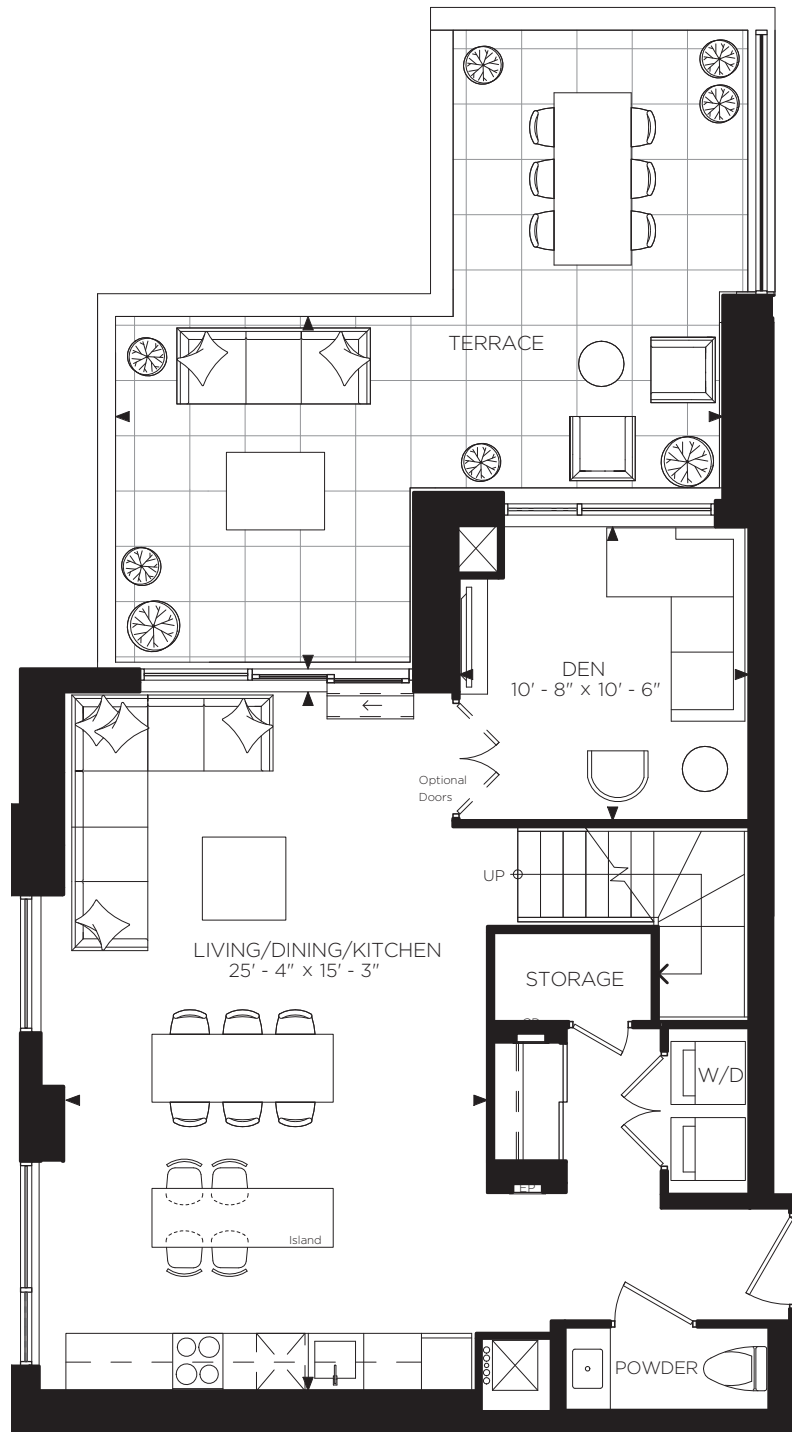 TERRACE
DEN
10' - 8" x 10' - 6"
Optional
Doors
UP
LIVING/DINING/KITCHEN
25' - 4" x 15' - 3"
STORAGE
W/D
EP
Island
POWDER